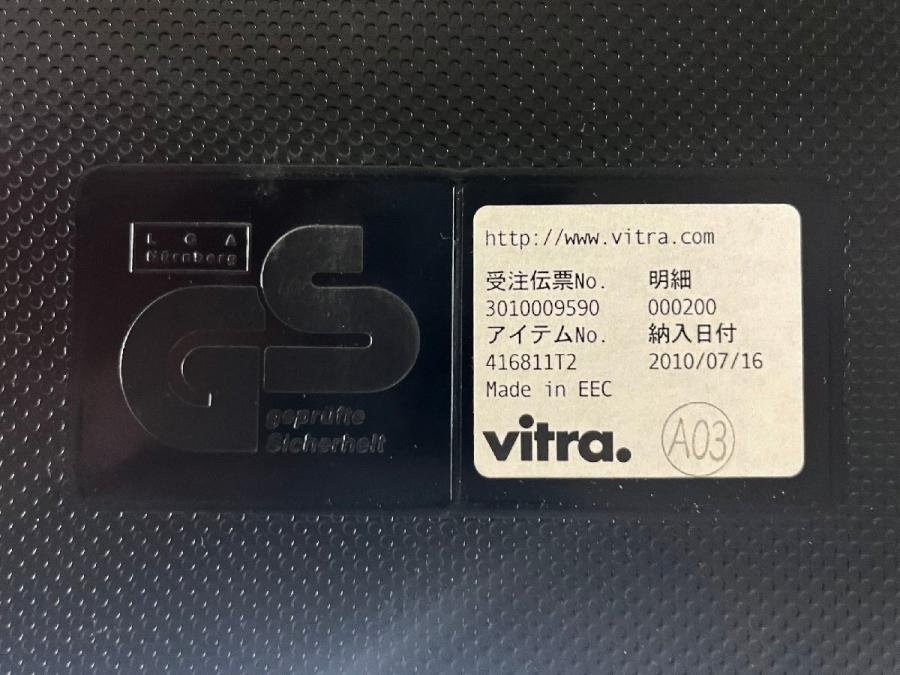 LGA
Nürnberg
GS
geprüfte
Sicherheit
http://www.vitra.com
受注伝票No. 明細
3010009590 000200
アイテムNo. 納入日付
416811T2 2010/07/16
Made in EEC
vitra. A03